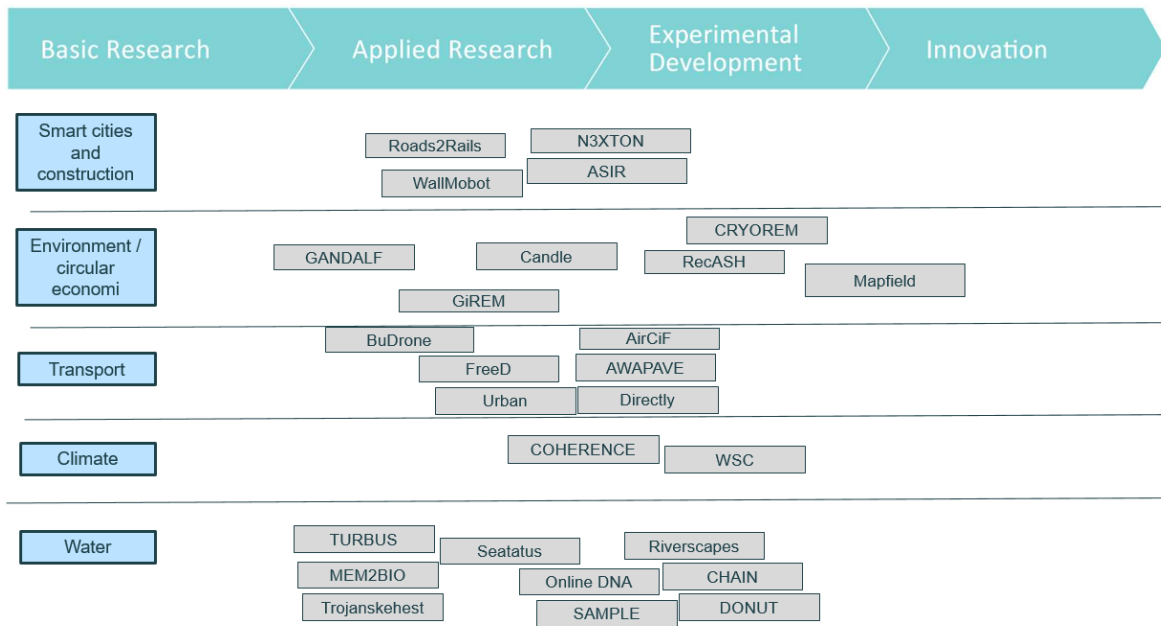 Basic Research
Applied Research
Experimental
Development
Innovation
Smart cities
and
construction
Roads2Rails
N3XTON
WallMobot
ASIR
Environment /
circular
economi
CRYOREM
GANDALF
Candle
RecASH
Mapfield
GiREM
Transport
BuDrone
AirCiF
FreeD
AWAPAVE
Urban
Directly
Climate
COHERENCE
WSC
Water
TURBUS
Seatatus
Riverscapes
MEM2BIO
Online DNA
CHAIN
Trojanskehest
SAMPLE
DONUT